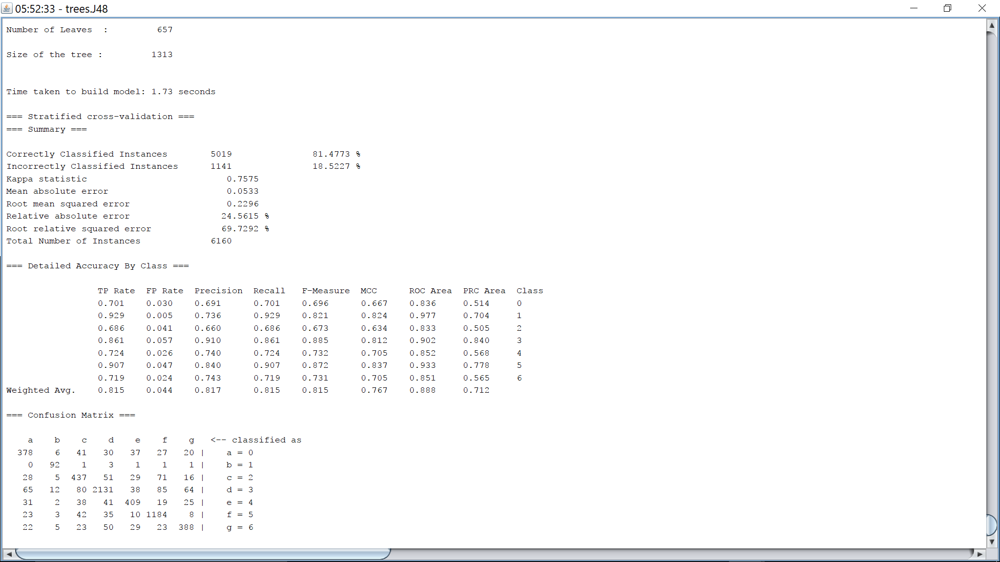 05:52:33 - trees.J48
Number of Leaves  :         657
Size of the tree :         1313
Time taken to build model: 1.73 seconds
=== Stratified cross-validation ===
=== Summary ===
Correctly Classified Instances        5019               81.4773 %
Incorrectly Classified Instances      1141               18.5227 %
Kappa statistic                          0.7575
Mean absolute error                      0.0533
Root mean squared error                  0.2296
Relative absolute error                 24.5615 %
Root relative squared error             69.7292 %
Total Number of Instances             6160
=== Detailed Accuracy By Class ===
                 TP Rate  FP Rate  Precision  Recall   F-Measure  MCC      ROC Area  PRC Area  Class
                 0.701    0.030    0.691      0.701    0.696      0.667    0.836     0.514     0
                 0.929    0.005    0.736      0.929    0.821      0.824    0.977     0.704     1
                 0.686    0.041    0.660      0.686    0.673      0.634    0.833     0.505     2
                 0.861    0.057    0.910      0.861    0.885      0.812    0.902     0.840     3
                 0.724    0.026    0.740      0.724    0.732      0.705    0.852     0.568     4
                 0.907    0.047    0.840      0.907    0.872      0.837    0.933     0.778     5
                 0.719    0.024    0.743      0.719    0.731      0.705    0.851     0.565     6
Weighted Avg.    0.815    0.044    0.817      0.815    0.815      0.767    0.888     0.712
=== Confusion Matrix ===
    a    b    c    d    e    f    g   <-- classified as
  378    6   41   30   37   27   20 |    a = 0
    0   92    1    3    1    1    1 |    b = 1
   28    5  437   51   29   71   16 |    c = 2
   65   12   80 2131   38   85   64 |    d = 3
   31    2   38   41  409   19   25 |    e = 4
   23    3   42   35   10 1184    8 |    f = 5
   22    5   23   50   29   23  388 |    g = 6